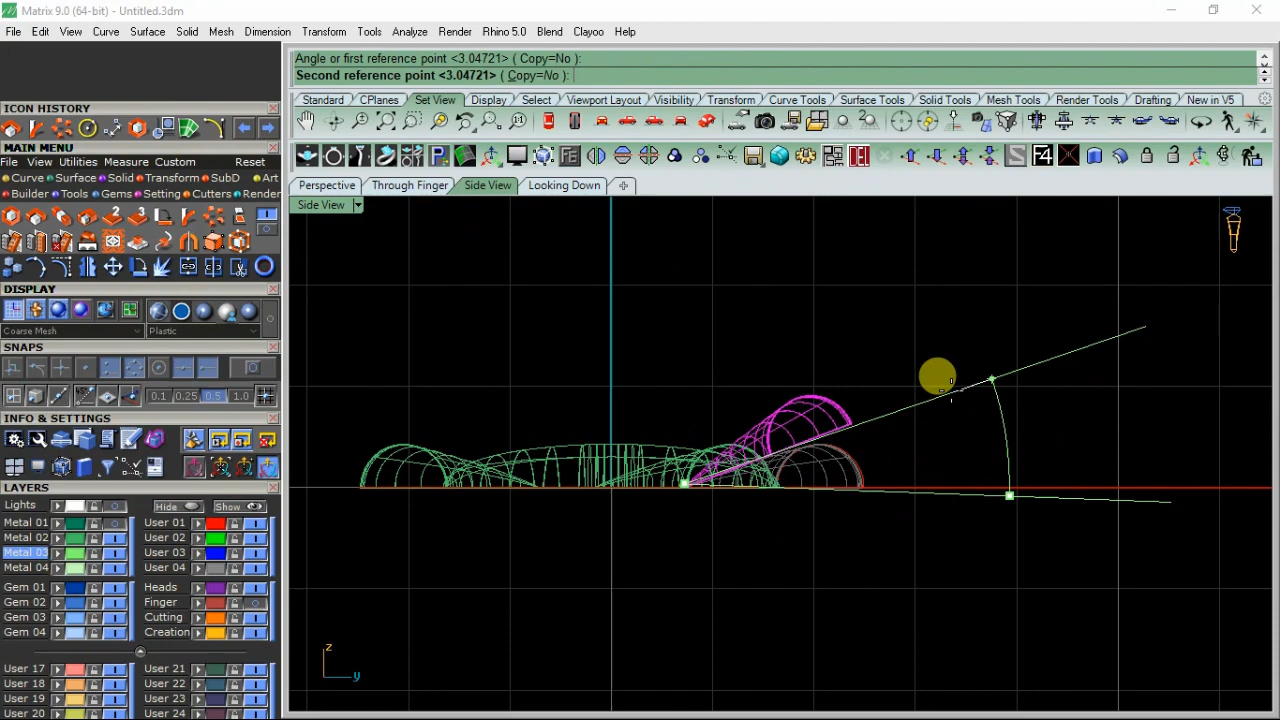 Matrix 9.0 (64-bit) - Untitled.3dm
File Edit View Curve Surface Solid Mesh Dimension Transform Tools Analyze Render Rhino 5.0 Blend Clayoo Help
Angle or first reference point <3.04721> ( Copy=No ):
Second reference point <3.04721> ( Copy=No ):
Standard CPlanes Set View Display Select Viewport Layout Visibility Transform Curve Tools Surface Tools Solid Tools Mesh Tools Render Tools Drafting New in V5
ICON HISTORY
MAIN MENU
File View Utilities Measure Custom Reset
Curve Surface Solid Transform SubD Art
Builder Tools Gems Setting Cutters Render
Perspective Through Finger Side View Looking Down
Side View
DISPLAY
Coarse Mesh Plastic
SNAPS
0.1 0.25 0.5 1.0
INFO & SETTINGS
LAYERS
Lights Hide Show
Metal 01 User 01
Metal 02 User 02
Metal 03 User 03
Metal 04 User 04
Gem 01 Heads
Gem 02 Finger
Gem 03 Cutting
Gem 04 Creation
User 17 User 21
User 18 User 22
User 19 User 23
User 20 User 24
z
y